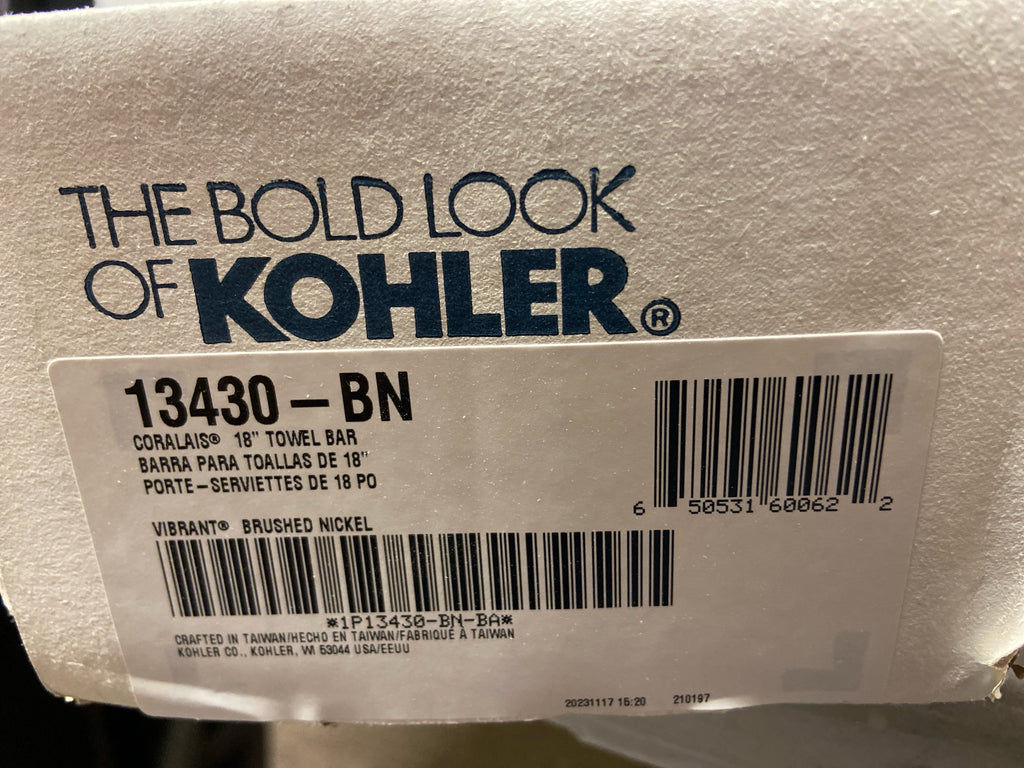 THE BOLD LOOK
OF KOHLER®
13430-BN
CORALAIS® 18" TOWEL BAR
BARRA PARA TOALLAS DE 18"
PORTE-SERVIETTES DE 18 PO
6 50531 60062 2
VIBRANT® BRUSHED NICKEL
*1P13430-BN-BA*
CRAFTED IN TAIWAN/HECHO EN TAIWAN/FABRIQUÉ À TAIWAN
KOHLER CO., KOHLER, WI 53044 USA/EEUU
20231117 15:20 210197